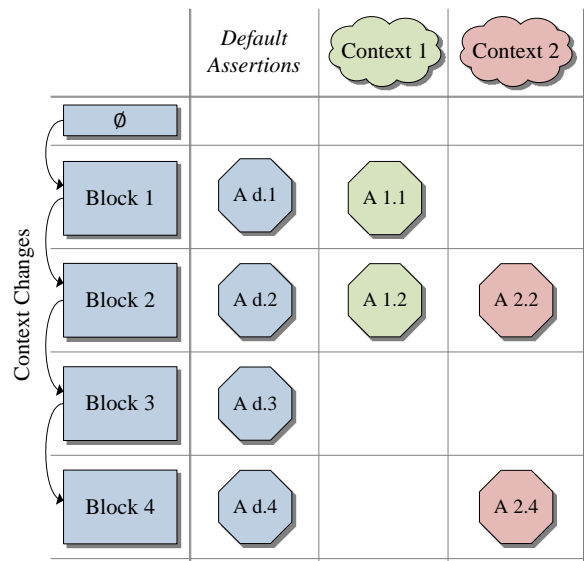 Default
Assertions
Context 1
Context 2
Context Changes
Ø
Block 1
A d.1
A 1.1
Block 2
A d.2
A 1.2
A 2.2
Block 3
A d.3
Block 4
A d.4
A 2.4